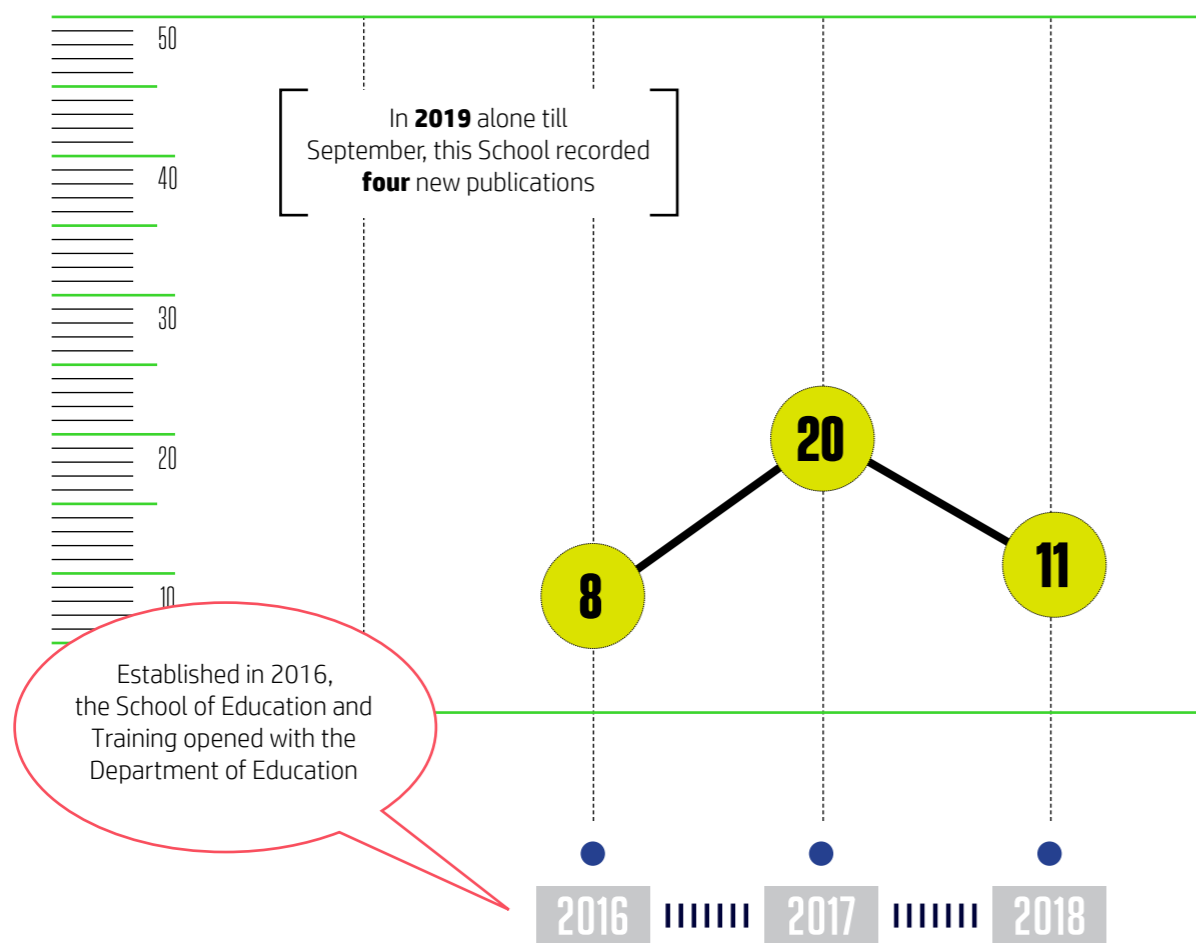 50
In 2019 alone till
September, this School recorded
four new publications
40
30
20
20
11
8
10
Established in 2016,
the School of Education and
Training opened with the
Department of Education
2016
2017
2018